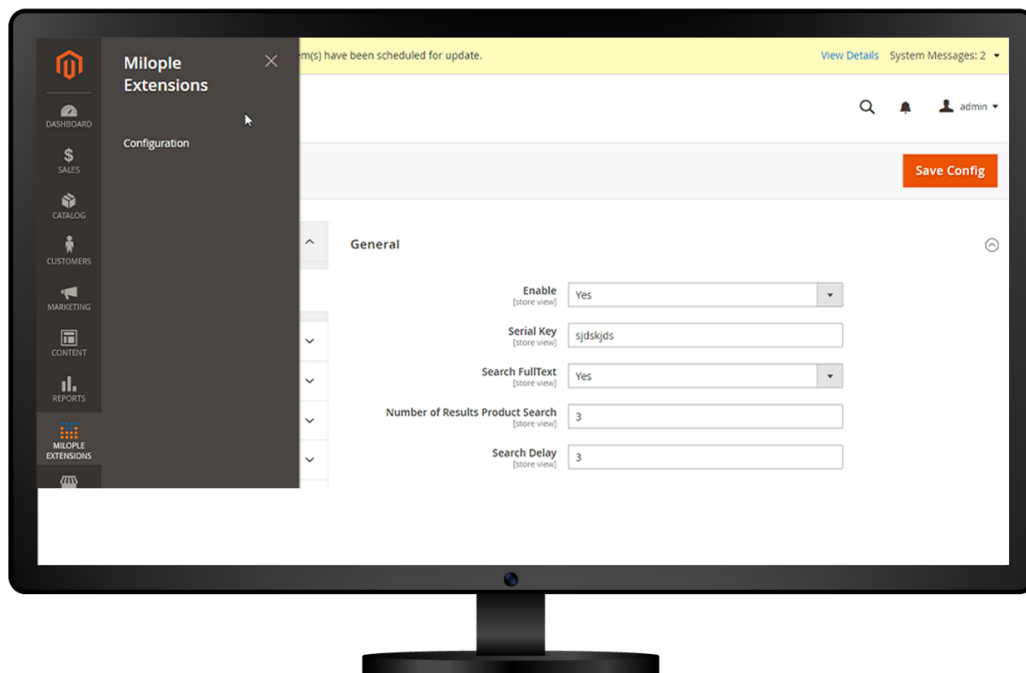 Milople
Extensions
Configuration
DASHBOARD
$
SALES
CATALOG
CUSTOMERS
MARKETING
CONTENT
REPORTS
MILOPLE
EXTENSIONS
em(s) have been scheduled for update.
View Details System Messages: 2
admin
Save Config
General
Enable
[store view]
Yes
Serial Key
[store view]
sjdskjds
Search FullText
[store view]
Yes
Number of Results Product Search
[store view]
3
Search Delay
[store view]
3